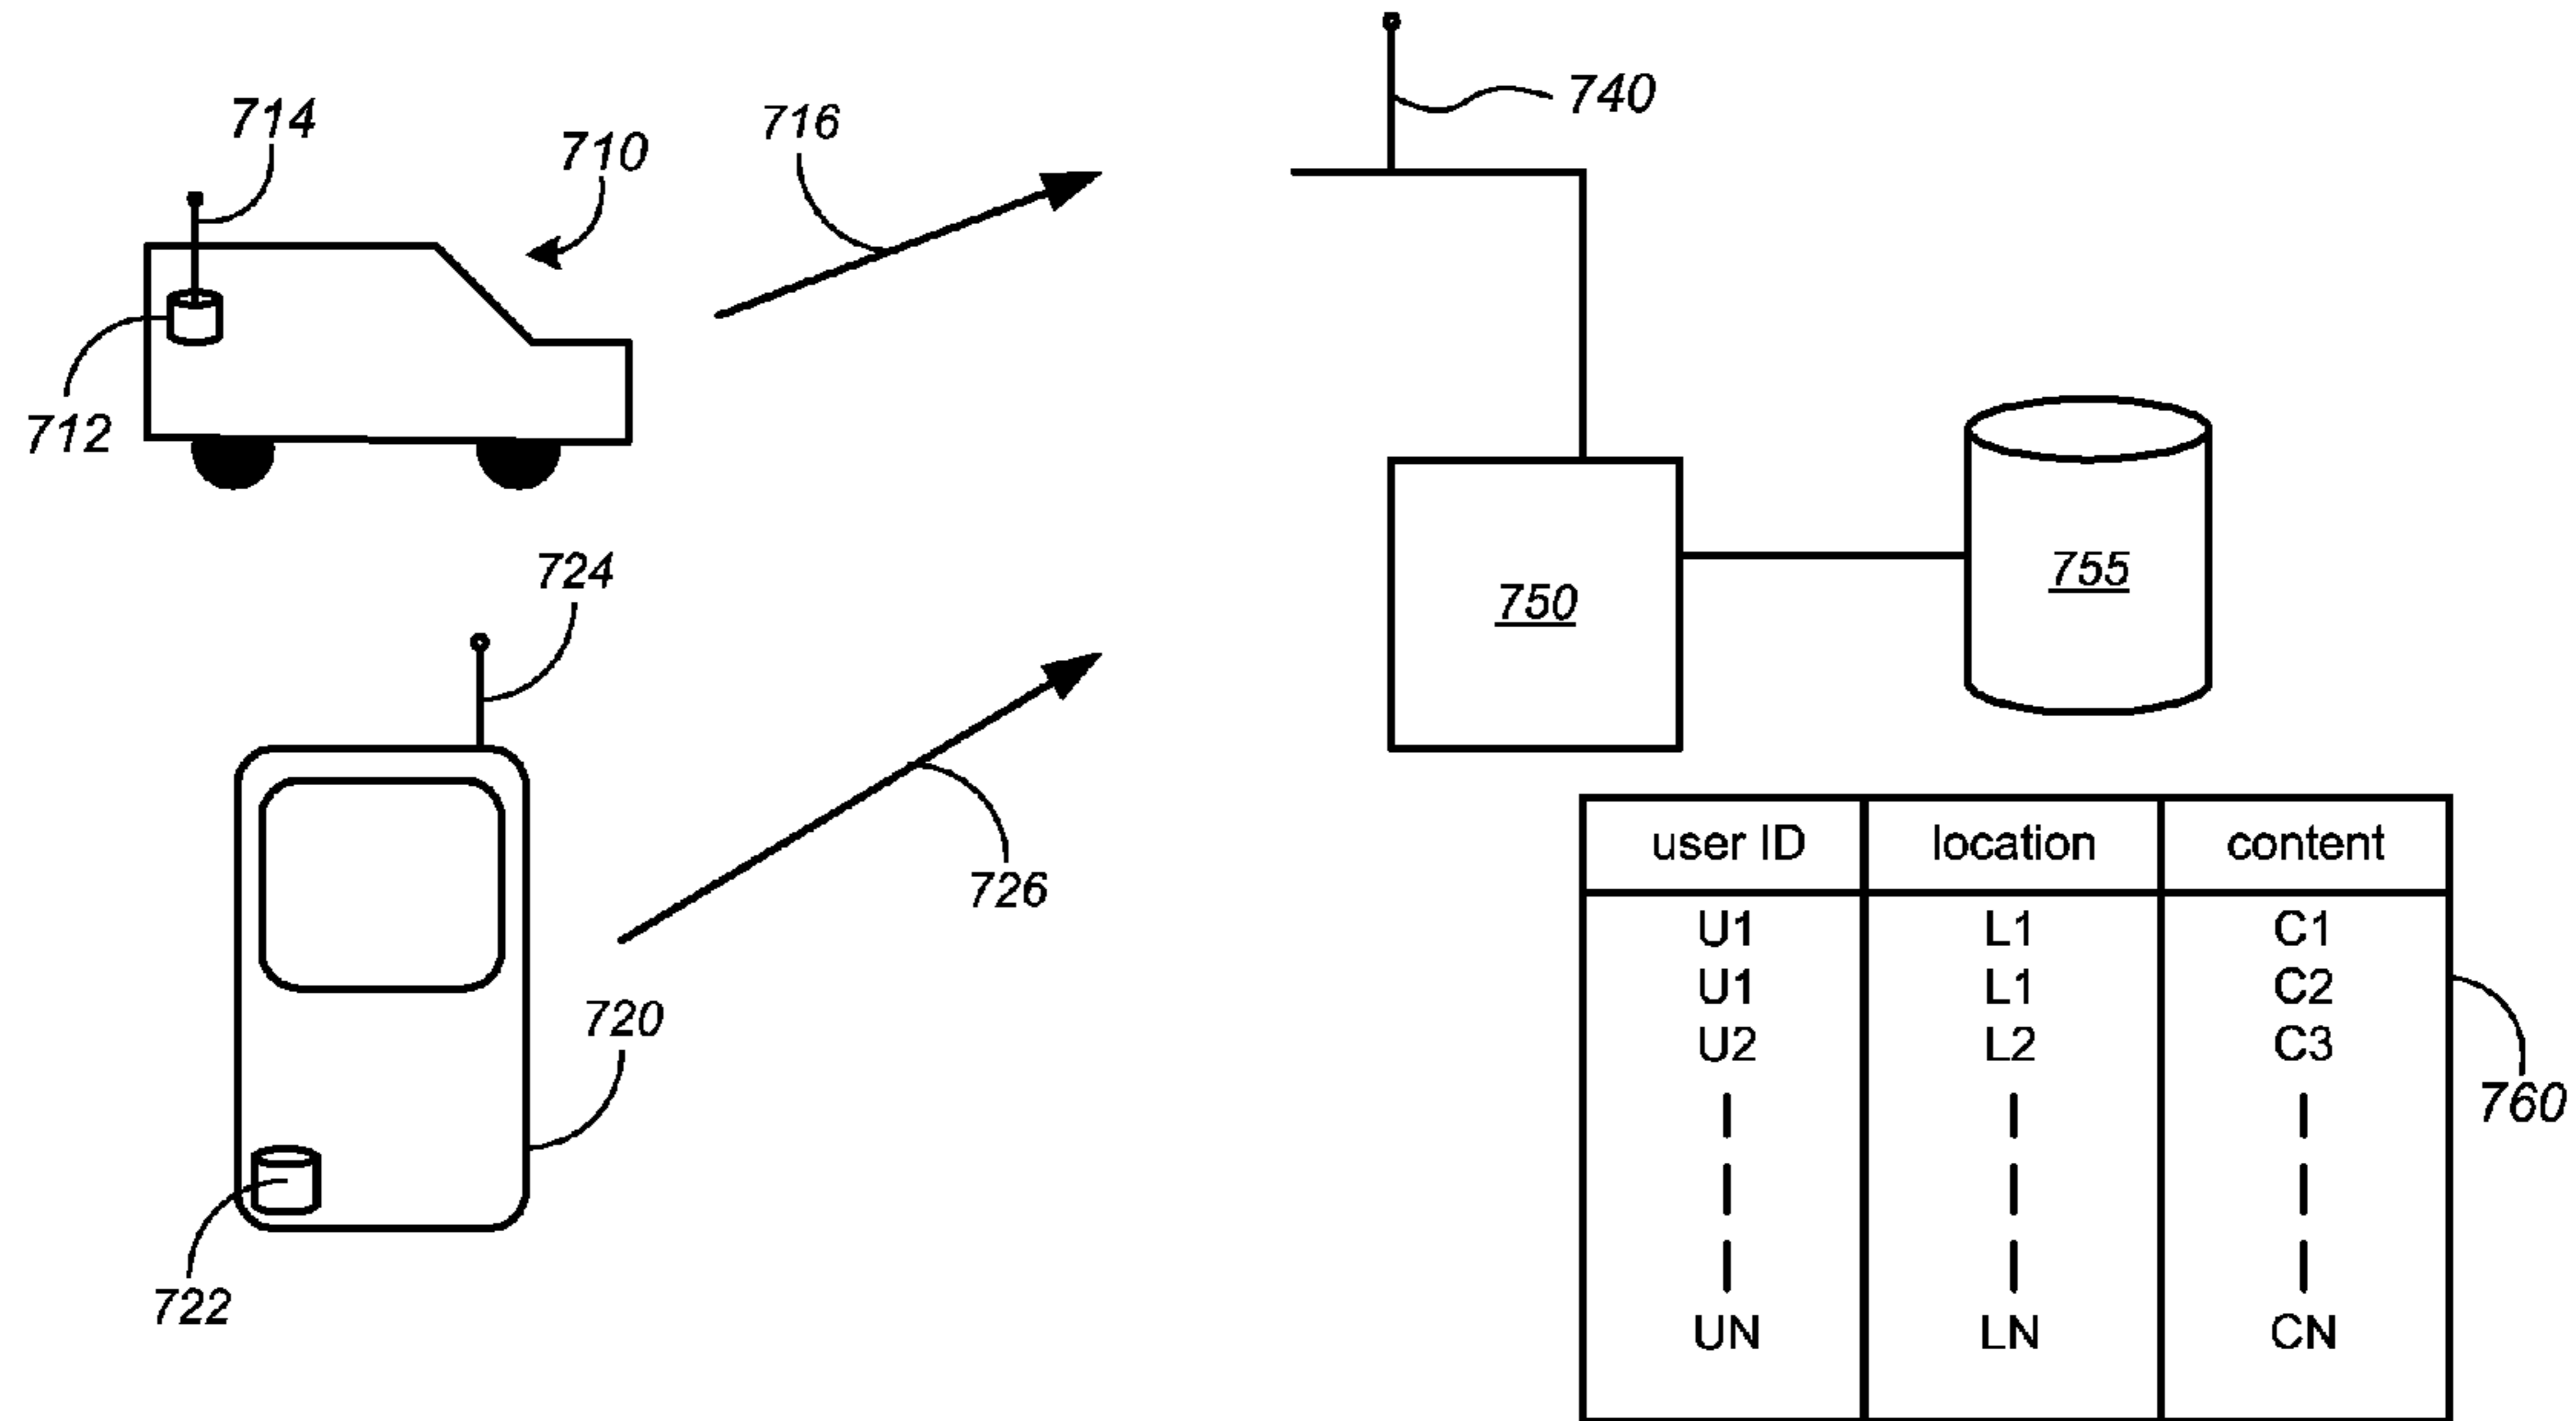 740
714
716
710
712
724
755
750
user ID location content
U1 L1 C1
U1 L1 C2
U2 L2 C3
UN LN CN
726
720
760
722